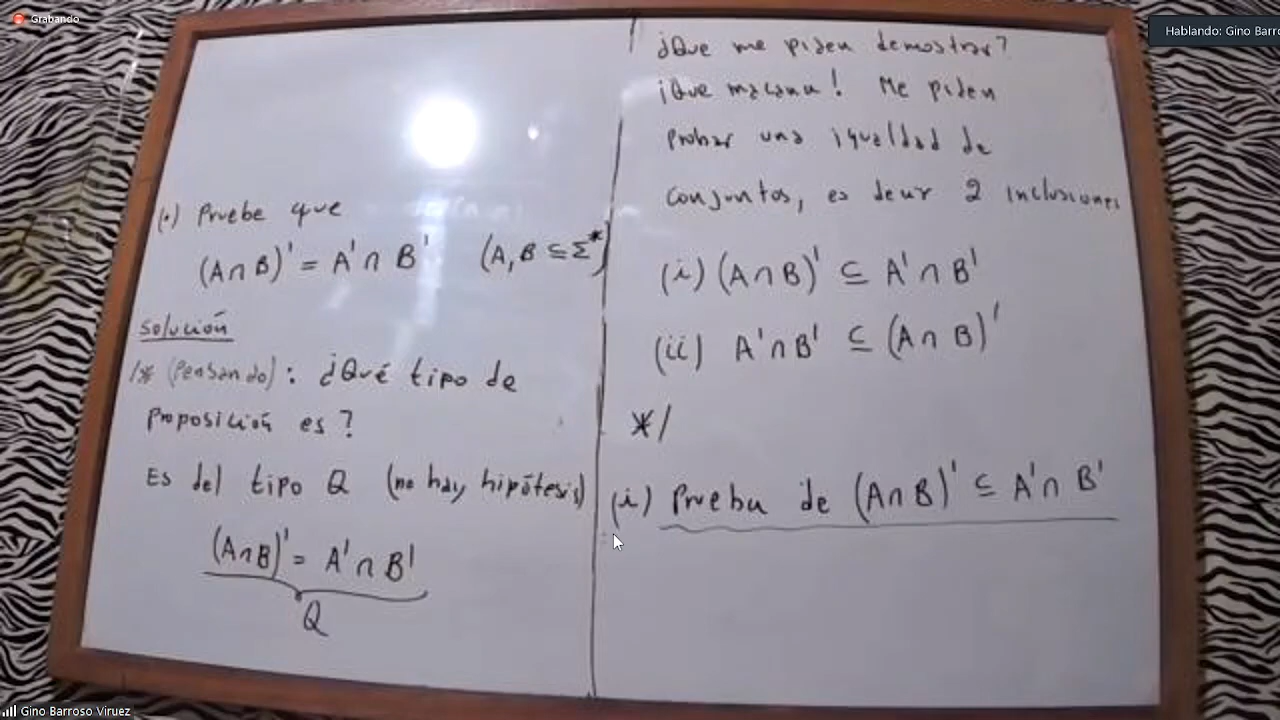 Grabando
Hablando: Gino Barro
(•) Pruebe que
(A∩B)' = A'∩B' (A, B ⊆ Σ*)
Solución
/* (Pensando): ¿Qué tipo de
proposición es?
Es del tipo Q (no hay hipótesis)
(A∩B)' = A'∩B'
Q
¿Que me piden demostrar?
¡Que macana! Me piden
Probar una igualdad de
conjuntos, es decir 2 inclusiones
(i) (A∩B)' ⊆ A'∩B'
(ii) A'∩B' ⊆ (A∩B)'
*/
(i) Prueba de (A∩B)' ⊆ A'∩B'
Gino Barroso Viruez